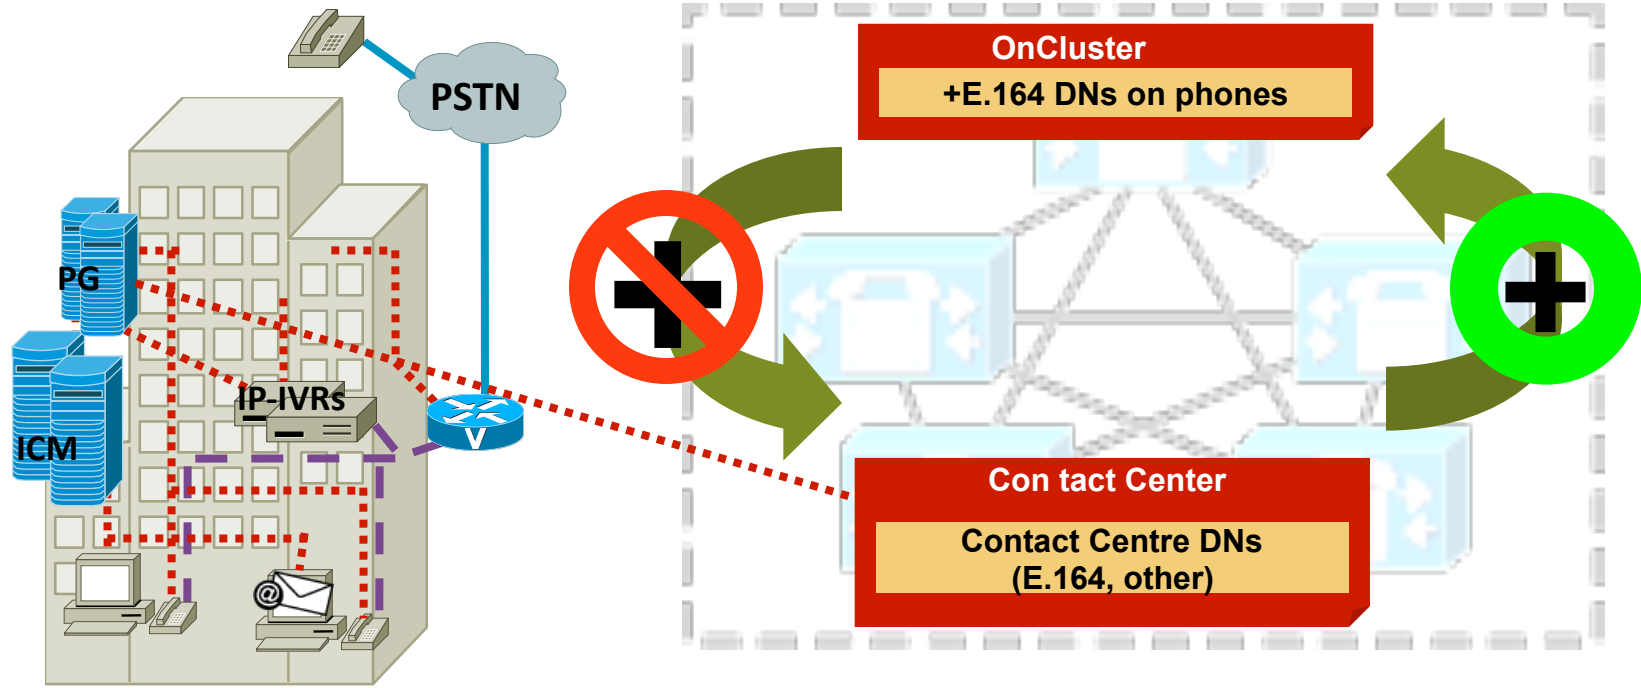 PSTN
OnCluster
+E.164 DNs on phones
PG
IP-IVRs
ICM
V
@
Con tact Center
Contact Centre DNs
(E.164, other)